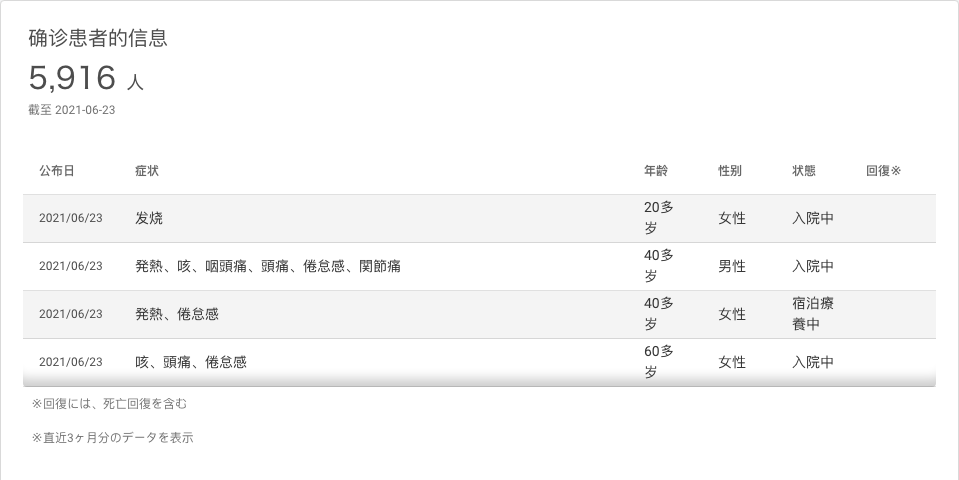 确诊患者的信息
5,916 人
截至 2021-06-23
公布日 症状 年龄 性别 状態 回復※
2021/06/23 发烧 20多岁 女性 入院中
2021/06/23 発熱、咳、咽頭痛、頭痛、倦怠感、関節痛 40多岁 男性 入院中
2021/06/23 発熱、倦怠感 40多岁 女性 宿泊療養中
2021/06/23 咳、頭痛、倦怠感 60多岁 女性 入院中
※回復には、死亡回復を含む
※直近3ヶ月分のデータを表示